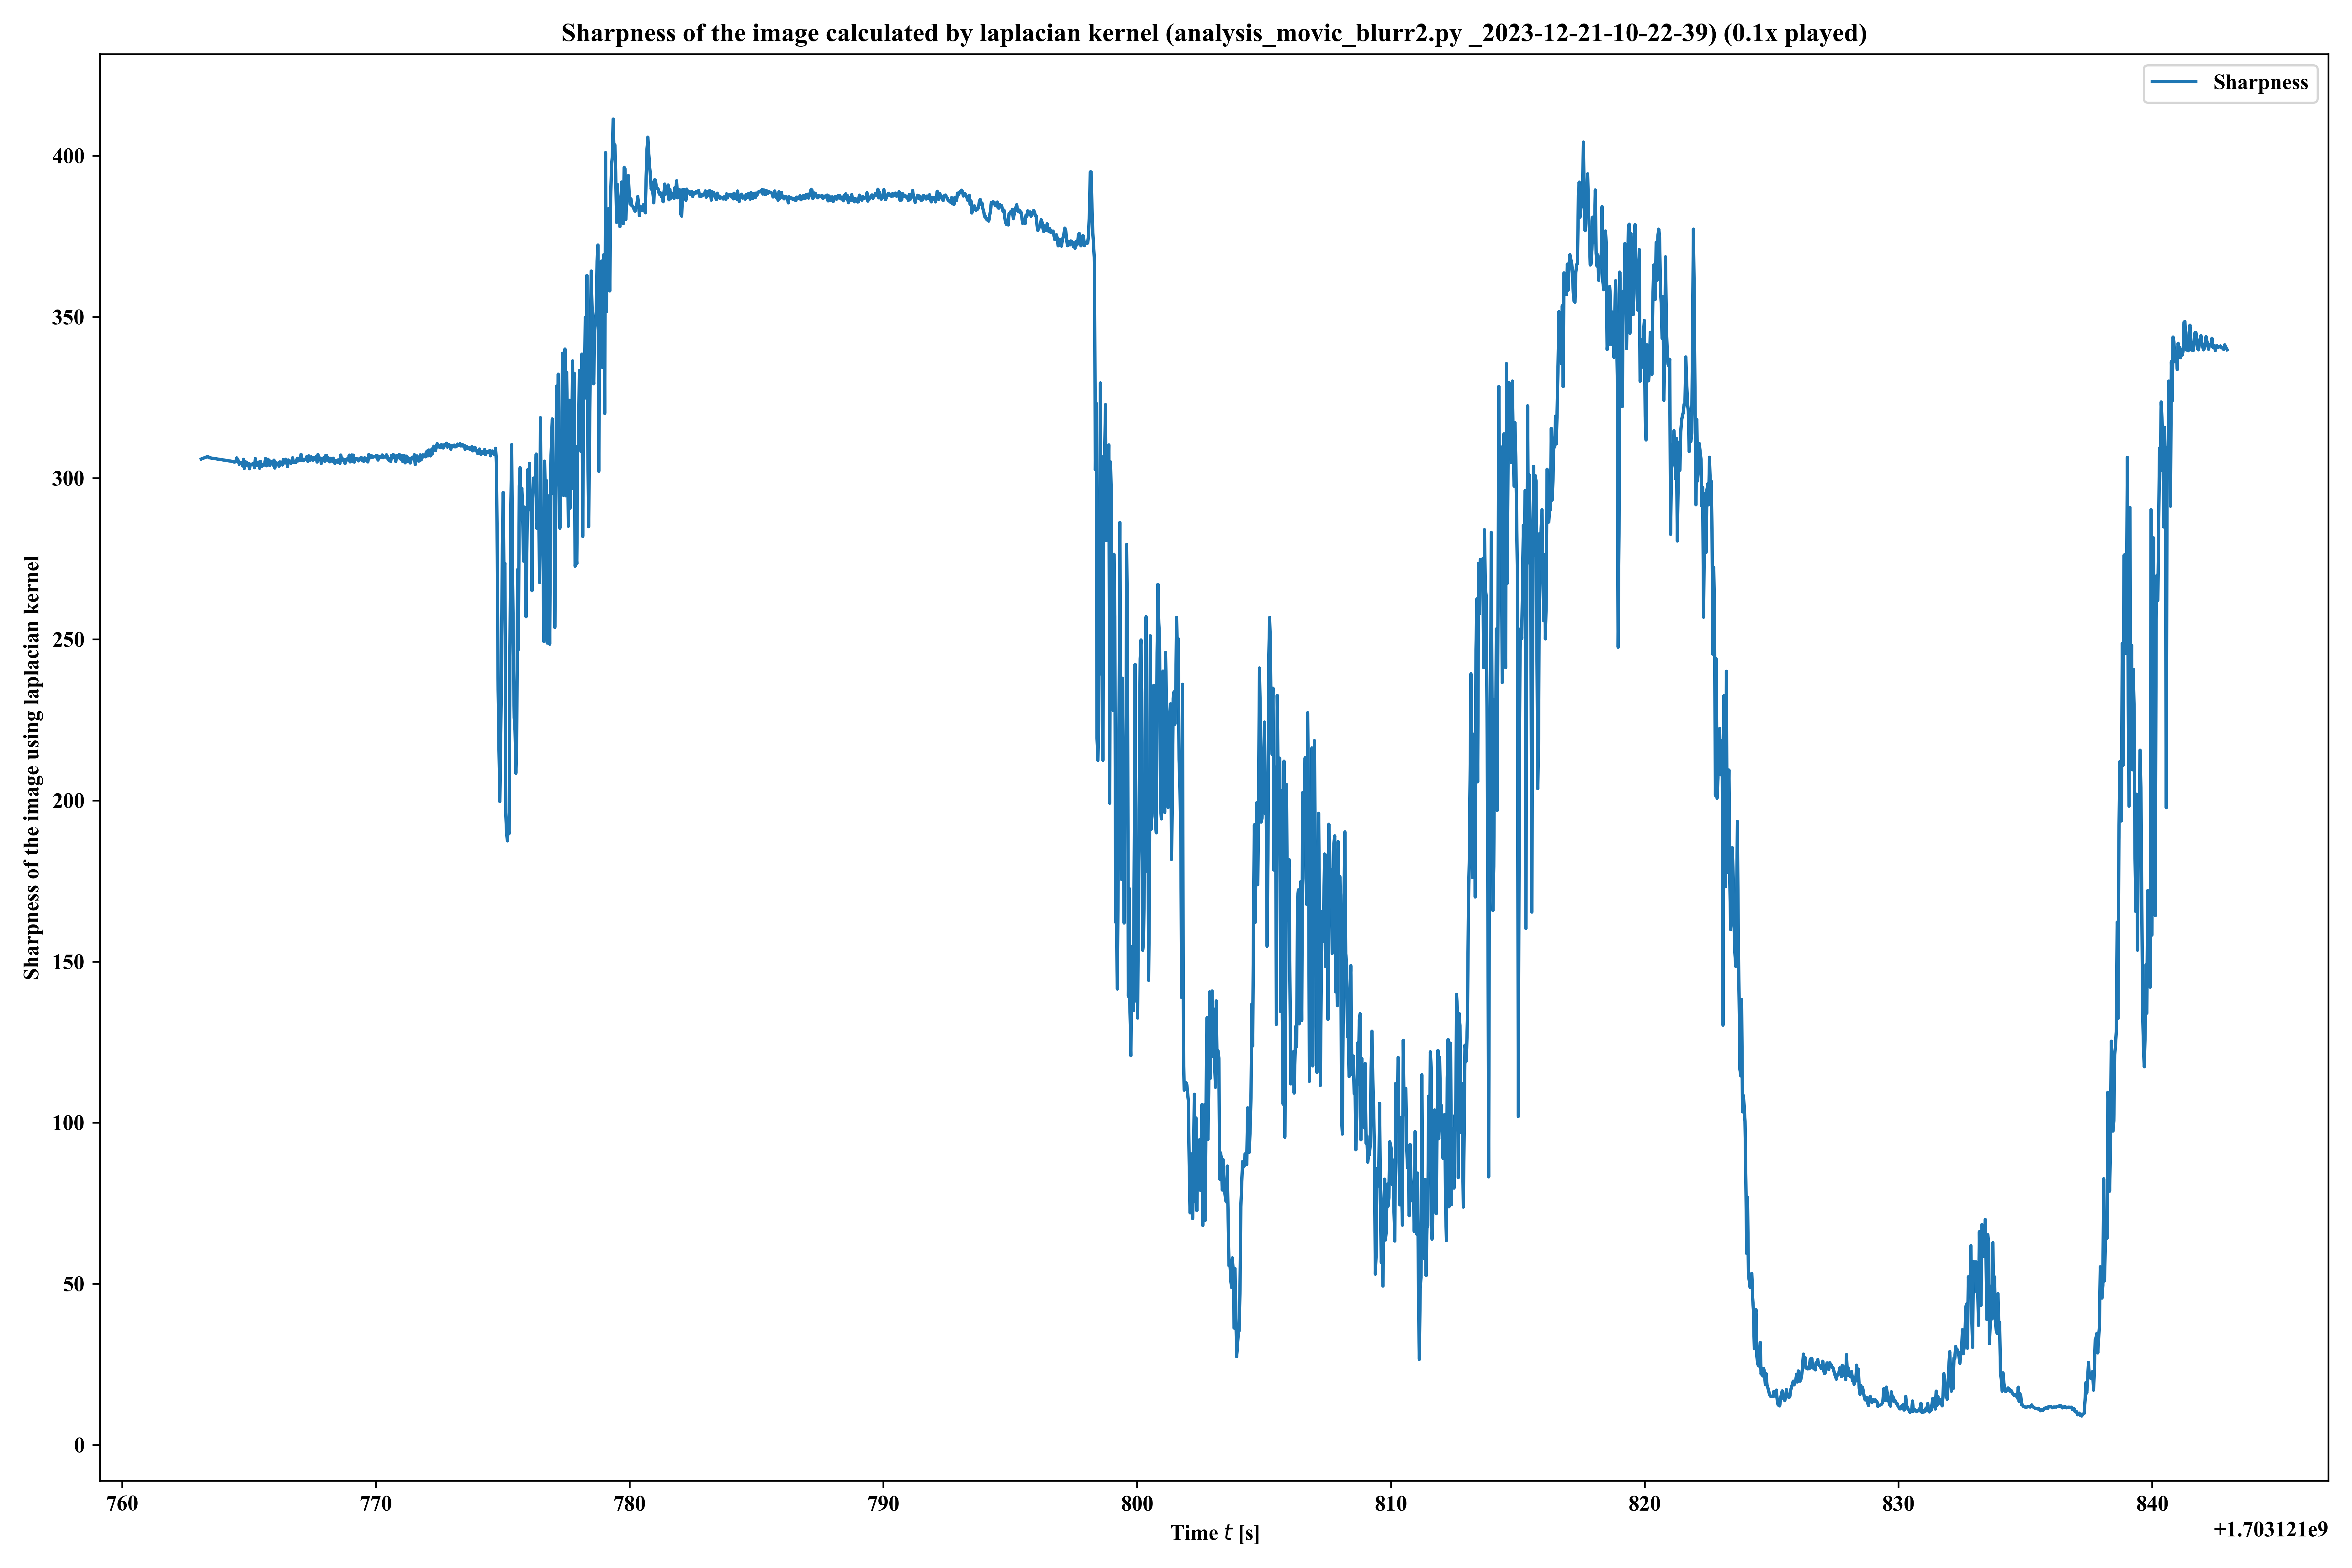 Sharpness of the image calculated by laplacian kernel (analysis_movic_blurr2.py _2023-12-21-10-22-39) (0.1x played)
Sharpness
Sharpness of the image using laplacian kernel
400
350
300
250
200
150
100
50
0
760 770 780 790 800 810 820 830 840
Time t [s]
+1.703121e9